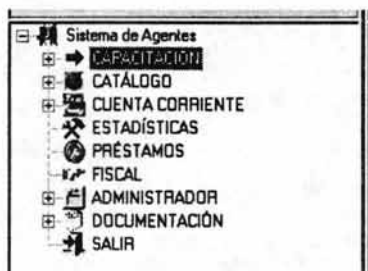 Sistema de Agentes
CAPACITACION
CATÁLOGO
CUENTA CORRIENTE
ESTADÍSTICAS
PRÉSTAMOS
FISCAL
ADMINISTRADOR
DOCUMENTACIÓN
SALIR